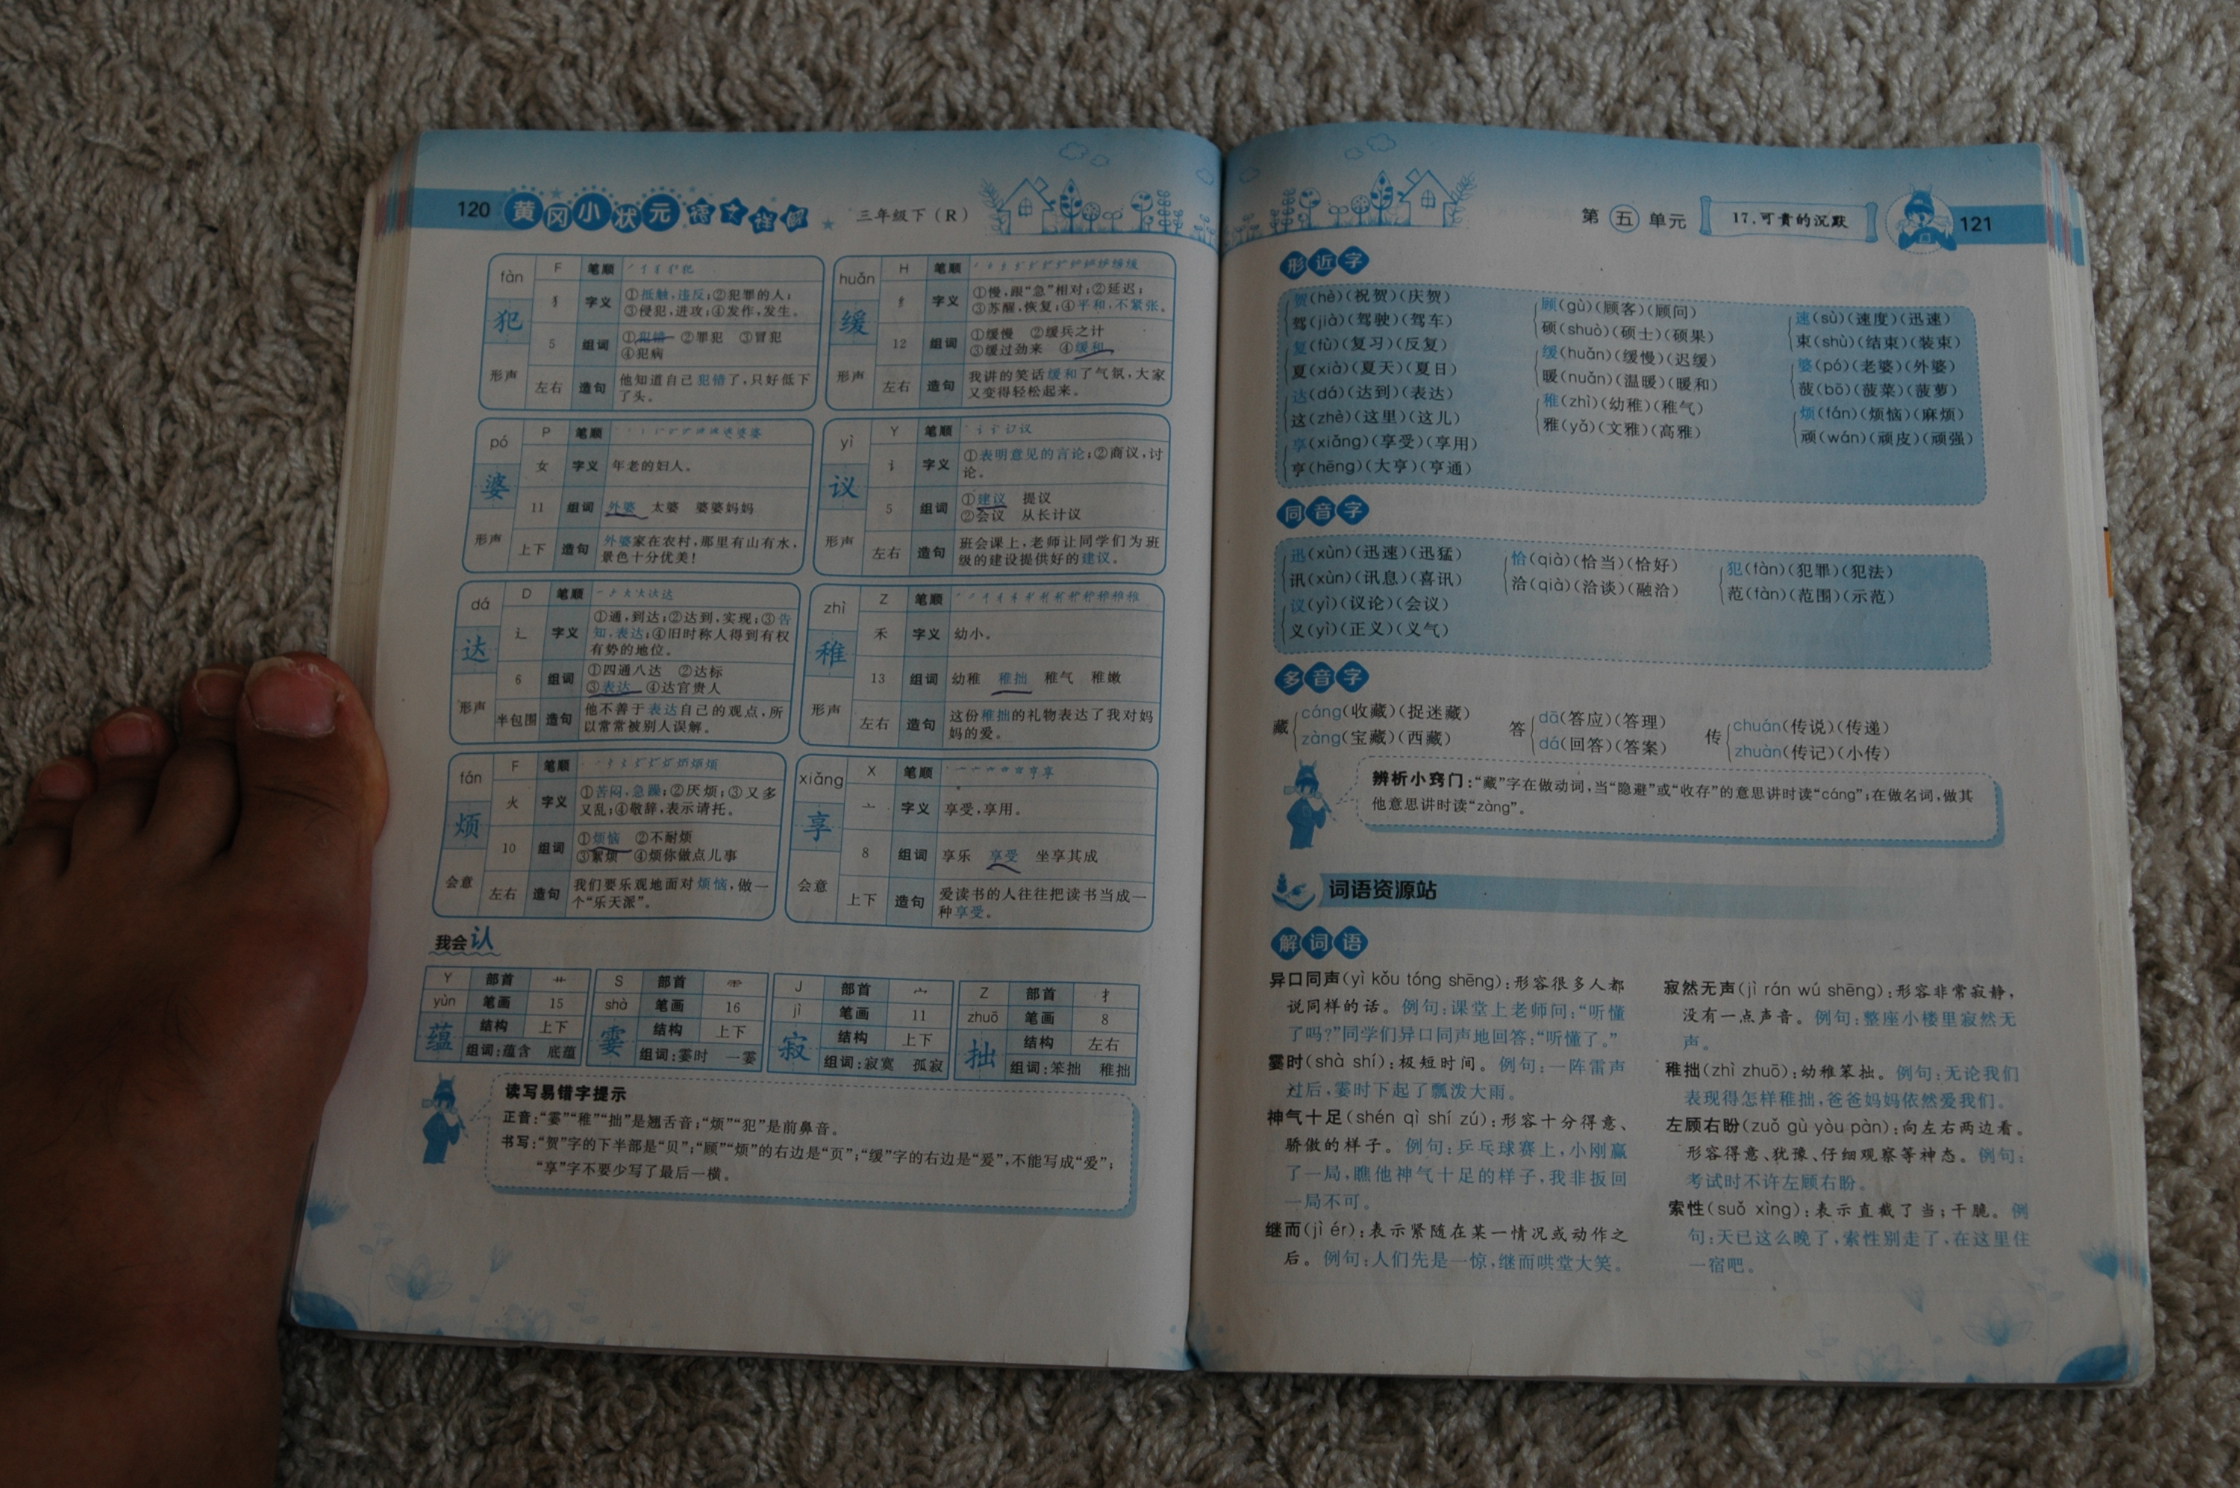 120 黄冈小状元 语文详解 三年级下（R）
fàn F 笔顺
犯 犭 字义 ①抵触,违反;②犯罪的人;
③侵犯,进攻;④发作,发生。
5 组词 ①犯错 ②罪犯 ③冒犯
④犯病
形声 左右 造句 他知道自己犯错了,只好低下
了头。
huǎn H 笔顺
缓 纟 字义 ①慢,跟“急”相对;②延迟;
③苏醒,恢复;④平和,不紧张。
12 组词 ①缓慢 ②缓兵之计
③缓过劲来 ④缓和
形声 左右 造句 我讲的笑话缓和了气氛,大家
又变得轻松起来。
pó P 笔顺
婆 女 字义 年老的妇人。
11 组词 外婆 太婆 婆婆妈妈
形声 上下 造句 外婆家在农村,那里有山有水,
景色十分优美!
yì Y 笔顺
议 讠 字义 ①表明意见的言论;②商议,讨
论。
5 组词 ①建议 提议
②会议 从长计议
形声 左右 造句 班会课上,老师让同学们为班
级的建设提供好的建议。
dá D 笔顺
达 辶 字义 ①通,到达;②达到,实现;③告
知,表达;④旧时称人得到有权
有势的地位。
6 组词 ①四通八达 ②达标
③表达 ④达官贵人
形声 半包围 造句 他不善于表达自己的观点,所
以常常被别人误解。
zhì Z 笔顺
稚 禾 字义 幼小。
13 组词 幼稚 稚拙 稚气 稚嫩
形声 左右 造句 这份稚拙的礼物表达了我对妈
妈的爱。
fán F 笔顺
烦 火 字义 ①苦闷,急躁;②厌烦;③又多
又乱;④敬辞,表示请托。
10 组词 ①烦恼 ②不耐烦
③繁烦 ④烦你做点儿事
会意 左右 造句 我们要乐观地面对烦恼,做一
个“乐天派”。
xiǎng X 笔顺
享 亠 字义 享受,享用。
8 组词 享乐 享受 坐享其成
会意 上下 造句 爱读书的人往往把读书当成一
种享受。
我会认
Y 部首 艹
yùn 笔画 15
蕴 结构 上下
组词:蕴含 底蕴
S 部首 ⻗
shà 笔画 16
霎 结构 上下
组词:霎时 一霎
J 部首 宀
jì 笔画 11
寂 结构 上下
组词:寂寞 孤寂
Z 部首 扌
zhuō 笔画 8
拙 结构 左右
组词:笨拙 稚拙
读写易错字提示
正音:“霎”“稚”“拙”是翘舌音;“烦”“犯”是前鼻音。
书写:“贺”字的下半部是“贝”;“顾”“烦”的右边是“页”;“缓”字的右边是“爰”,不能写成“爱”;
“享”字不要少写了最后一横。
第五单元 17.可贵的沉默 121
形近字
贺(hè)(祝贺)(庆贺)
驾(jià)(驾驶)(驾车)
复(fù)(复习)(反复)
夏(xià)(夏天)(夏日)
达(dá)(达到)(表达)
这(zhè)(这里)(这儿)
享(xiǎng)(享受)(享用)
亨(hēng)(大亨)(亨通)
顾(gù)(顾客)(顾问)
硕(shuò)(硕士)(硕果)
缓(huǎn)(缓慢)(迟缓)
暖(nuǎn)(温暖)(暖和)
稚(zhì)(幼稚)(稚气)
雅(yǎ)(文雅)(高雅)
速(sù)(速度)(迅速)
束(shù)(结束)(装束)
婆(pó)(老婆)(外婆)
菠(bō)(菠菜)(菠萝)
烦(fán)(烦恼)(麻烦)
顽(wán)(顽皮)(顽强)
同音字
迅(xùn)(迅速)(迅猛)
讯(xùn)(讯息)(喜讯)
议(yì)(议论)(会议)
义(yì)(正义)(义气)
恰(qià)(恰当)(恰好)
洽(qià)(洽谈)(融洽)
犯(fàn)(犯罪)(犯法)
范(fàn)(范围)(示范)
多音字
藏 cáng(收藏)(捉迷藏)
zàng(宝藏)(西藏)
答 dā(答应)(答理)
dá(回答)(答案)
传 chuán(传说)(传递)
zhuàn(传记)(小传)
辨析小窍门:“藏”字在做动词,当“隐避”或“收存”的意思讲时读“cáng”;在做名词,做其
他意思讲时读“zàng”。
词语资源站
解词语
异口同声(yì kǒu tóng shēng):形容很多人都
说同样的话。例句:课堂上老师问:“听懂
了吗?”同学们异口同声地回答:“听懂了。”
霎时(shà shí):极短时间。例句:一阵雷声
过后,霎时下起了瓢泼大雨。
神气十足(shén qì shí zú):形容十分得意、
骄傲的样子。例句:乒乓球赛上,小刚赢
了一局,瞧他神气十足的样子,我非扳回
一局不可。
继而(jì ér):表示紧随在某一情况或动作之
后。例句:人们先是一惊,继而哄堂大笑。
寂然无声(jì rán wú shēng):形容非常寂静,
没有一点声音。例句:整座小楼里寂然无
声。
稚拙(zhì zhuō):幼稚笨拙。例句:无论我们
表现得怎样稚拙,爸爸妈妈依然爱我们。
左顾右盼(zuǒ gù yòu pàn):向左右两边看。
形容得意、犹豫、仔细观察等神态。例句:
考试时不许左顾右盼。
索性(suǒ xìng):表示直截了当;干脆。例
句:天已这么晚了,索性别走了,在这里住
一宿吧。